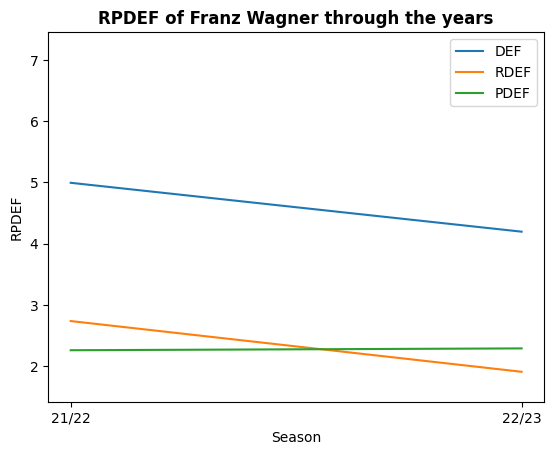 RPDEF of Franz Wagner through the years
DEF
RDEF
PDEF
7
6
5
4
3
2
RPDEF
21/22
22/23
Season